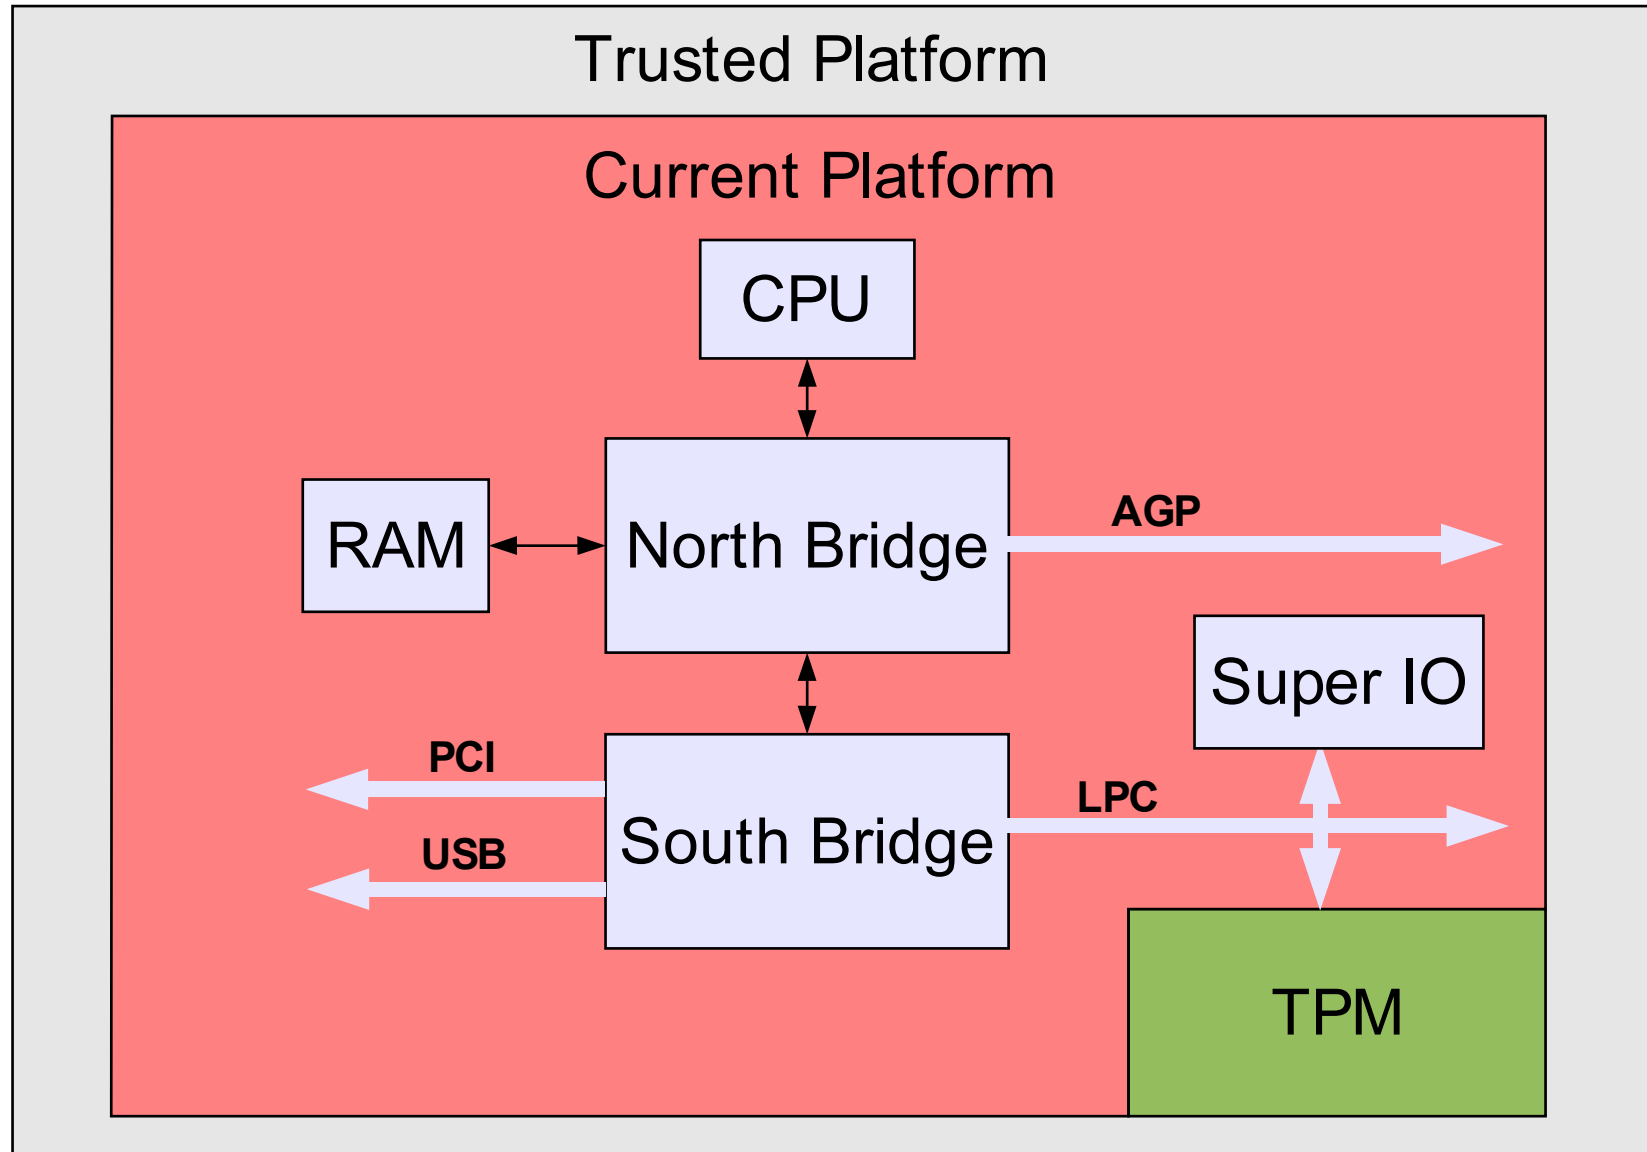 Trusted Platform
Current Platform
CPU
RAM
North Bridge
AGP
Super IO
PCI
USB
South Bridge
LPC
TPM